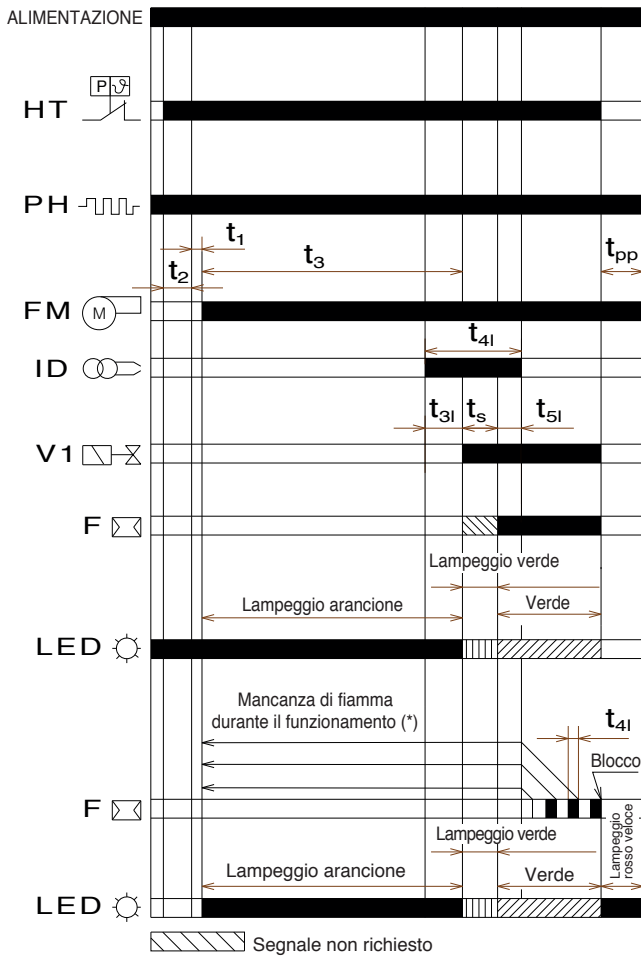 ALIMENTAZIONE
P ϑ
HT
PH
t1
t3
tpp
t2
FM M
t4l
ID
t3l ts t5l
V1
F
Lampeggio verde
Lampeggio arancione Verde
LED
Mancanza di fiamma
durante il funzionamento (*)
t4l
Blocco
F
Lampeggio verde
Lampeggio
rosso veloce
Lampeggio arancione Verde
LED
Segnale non richiesto